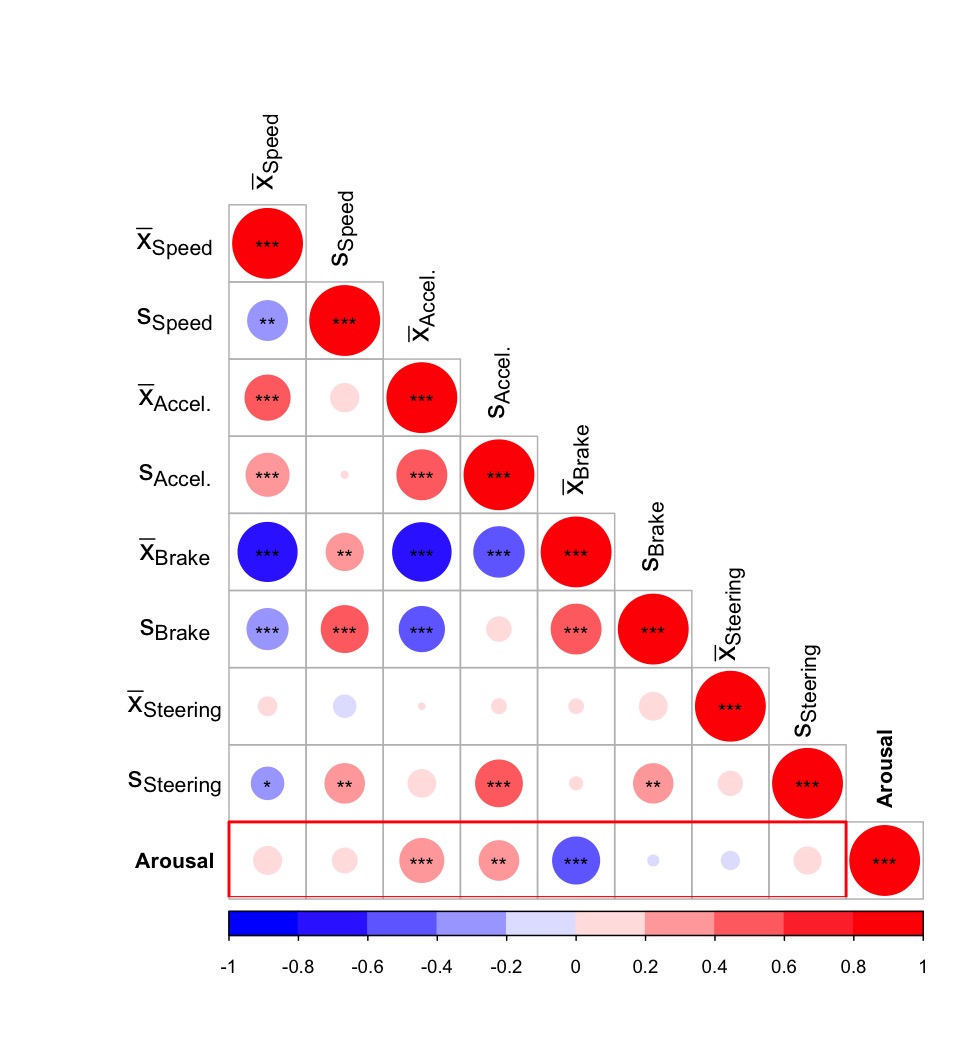 x̄Speed
sSpeed
x̄Accel.
sAccel.
x̄Brake
sBrake
x̄Steering
sSteering
Arousal
x̄Speed ***
sSpeed ** ***
x̄Accel. *** ***
sAccel. *** *** ***
x̄Brake *** ** *** *** ***
sBrake *** *** *** *** ***
x̄Steering ***
sSteering * ** *** ** ***
Arousal *** ** *** ***
-1 -0.8 -0.6 -0.4 -0.2 0 0.2 0.4 0.6 0.8 1